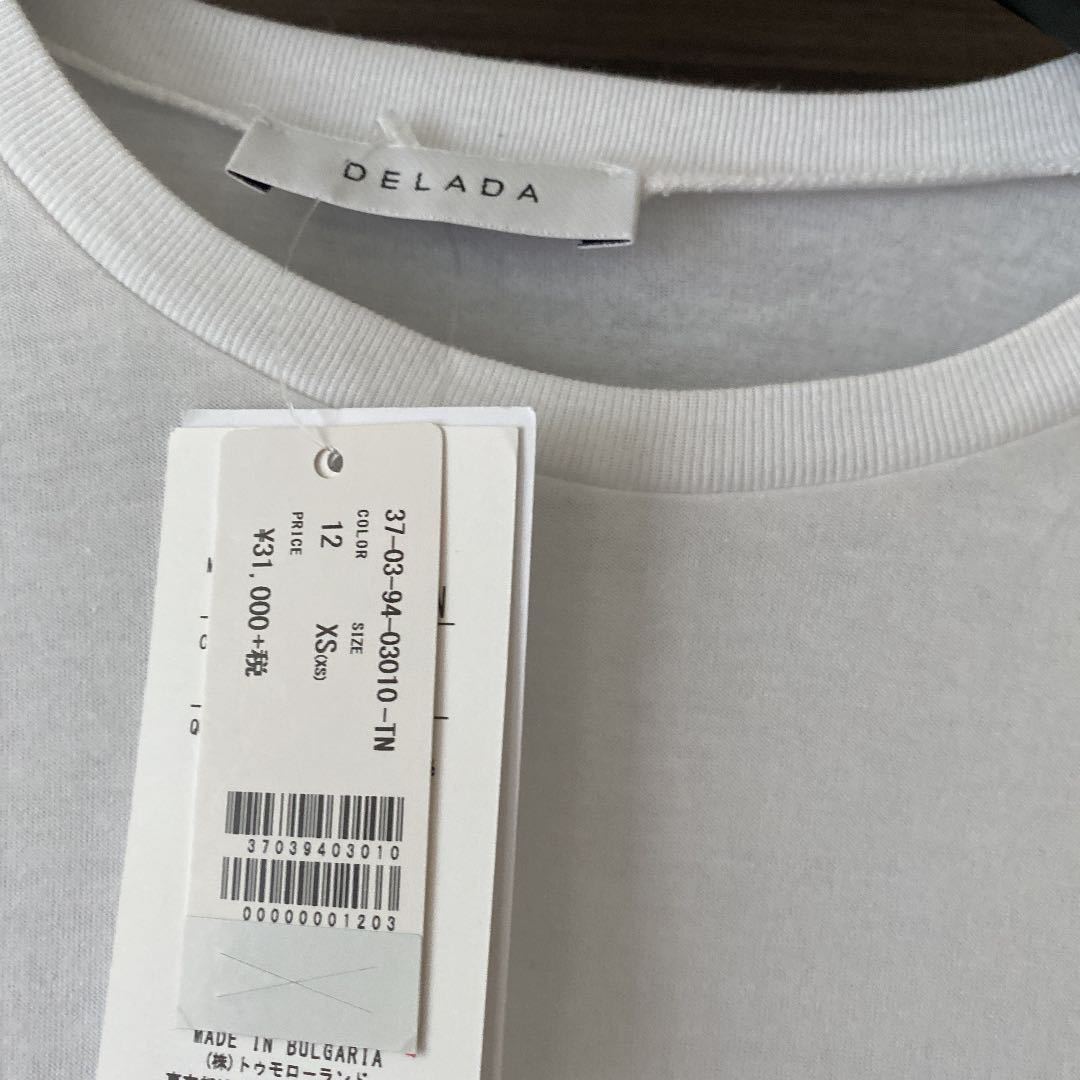 DELADA
37-03-94-03010-TN
COLOR SIZE
12 XS(XS)
PRICE
¥31,000+税
37039403010
00000001203
MADE IN BULGARIA
(株)トゥモローランド